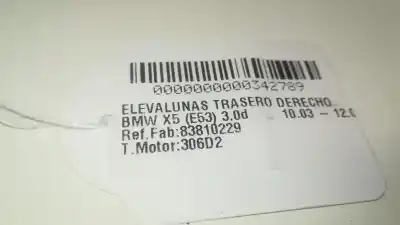 0000000000342789
ELEVALUNAS TRASERO DERECHO..
BMW X5 (E53) 3.0d 10.03 – 12.0
Ref.Fab:83810229
T.Motor:306D2